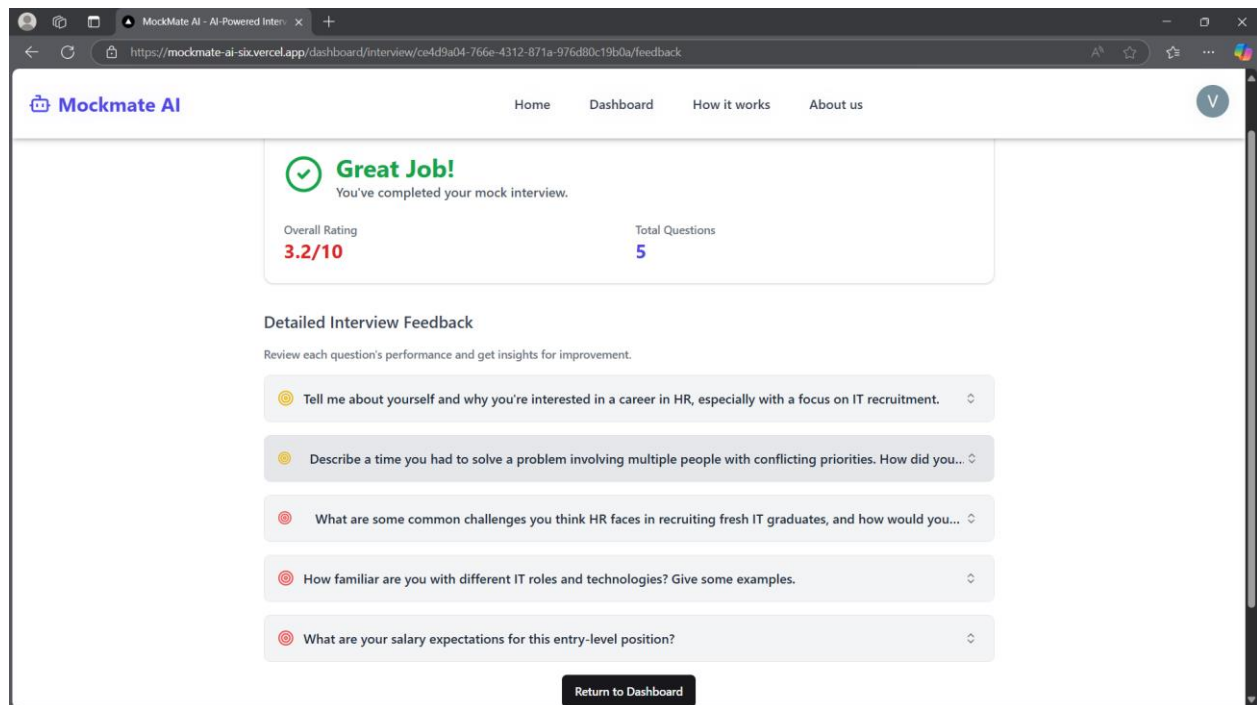 MockMate AI - AI-Powered Interv
https://mockmate-ai-six.vercel.app/dashboard/interview/ce4d9a04-766e-4312-871a-976d80c19b0a/feedback
Mockmate AI Home Dashboard How it works About us V
Great Job!
You've completed your mock interview.
Overall Rating Total Questions
3.2/10 5
Detailed Interview Feedback
Review each question's performance and get insights for improvement.
Tell me about yourself and why you're interested in a career in HR, especially with a focus on IT recruitment.
Describe a time you had to solve a problem involving multiple people with conflicting priorities. How did you...
What are some common challenges you think HR faces in recruiting fresh IT graduates, and how would you...
How familiar are you with different IT roles and technologies? Give some examples.
What are your salary expectations for this entry-level position?
Return to Dashboard